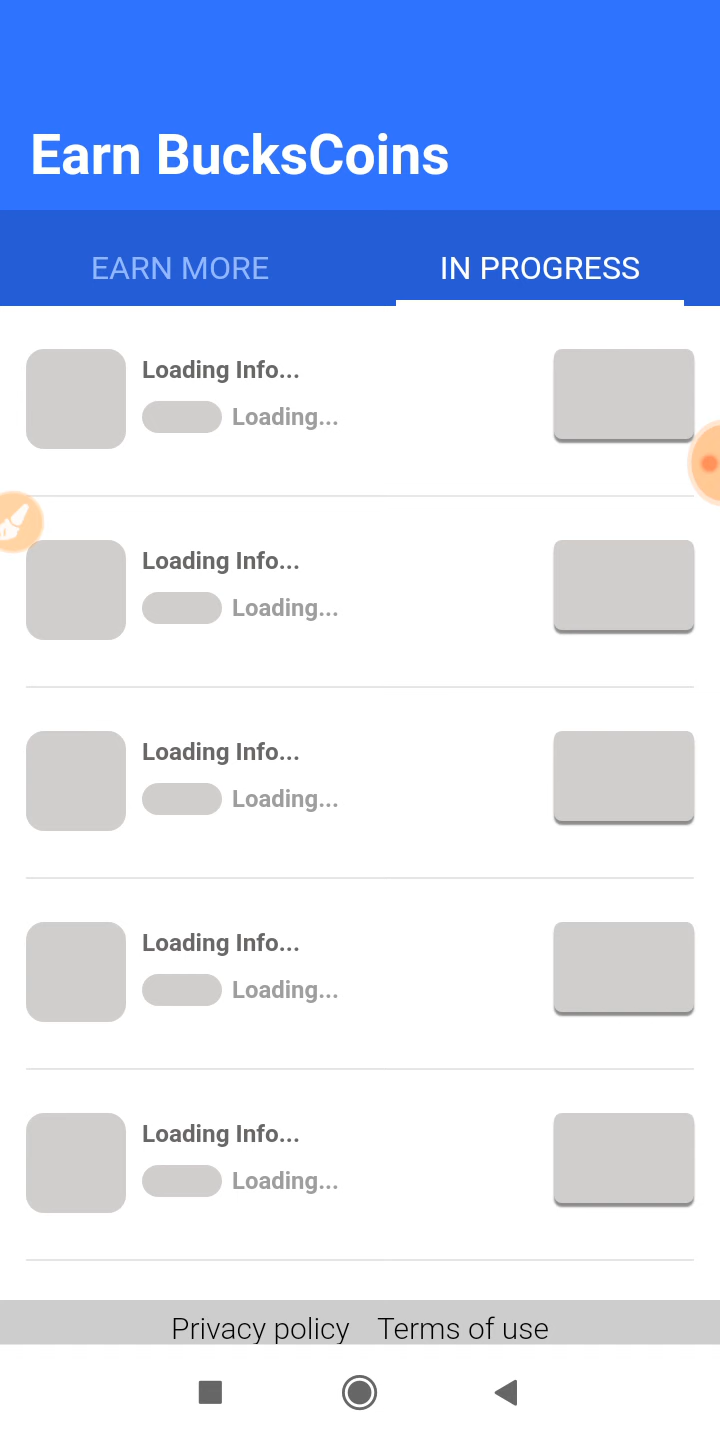 Earn BucksCoins
EARN MORE
IN PROGRESS
Loading Info...
Loading...
Loading Info...
Loading...
Loading Info...
Loading...
Loading Info...
Loading...
Loading Info...
Loading...
Privacy policy Terms of use